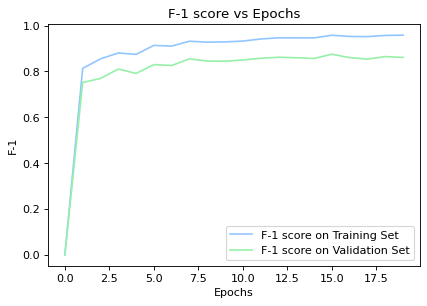 F-1 score vs Epochs
1.0
0.8
0.6
0.4
0.2
0.0
F-1
F-1 score on Training Set
F-1 score on Validation Set
0.0 2.5 5.0 7.5 10.0 12.5 15.0 17.5
Epochs